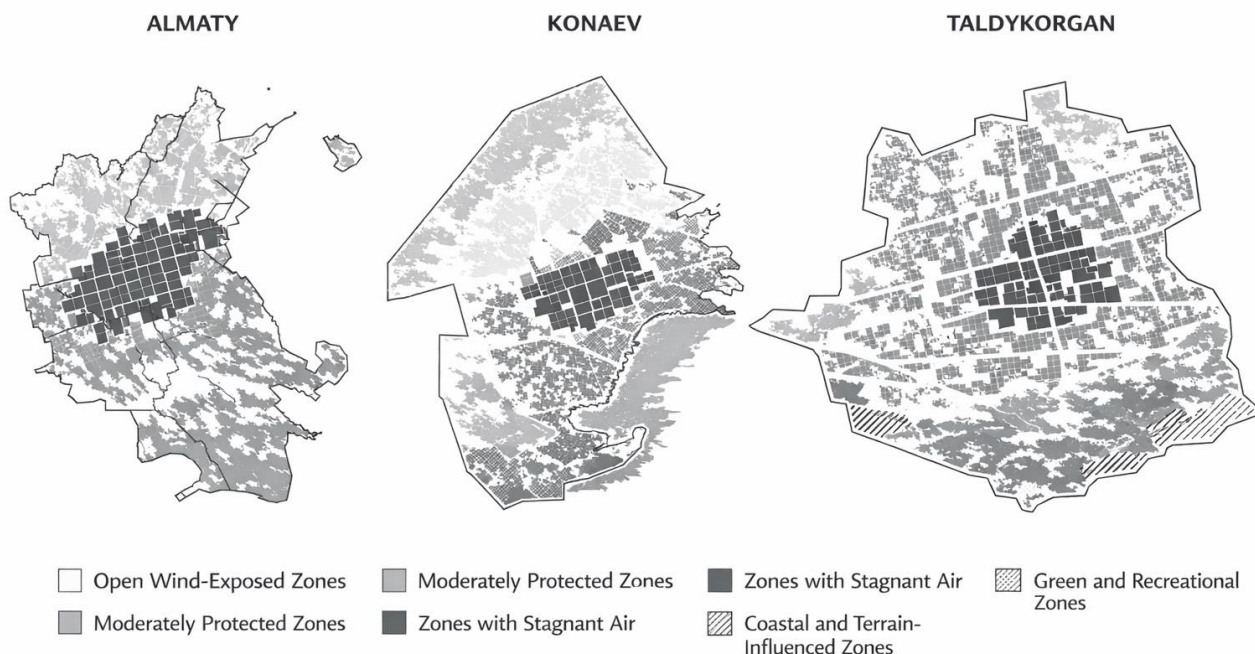 ALMATY
KONAEV
TALDYKORGAN
Open Wind-Exposed Zones
Moderately Protected Zones
Zones with Stagnant Air
Green and Recreational
Zones
Moderately Protected Zones
Zones with Stagnant Air
Coastal and Terrain-
Influenced Zones